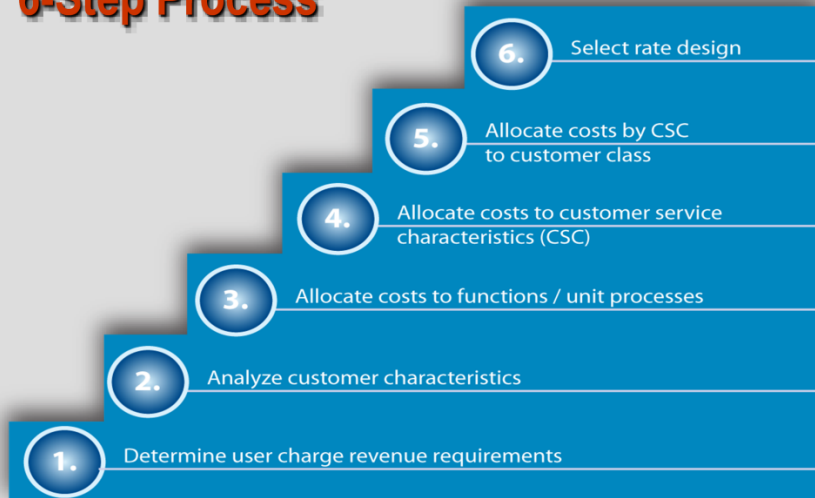 6-Step Process
6. Select rate design
5. Allocate costs by CSC
to customer class
4. Allocate costs to customer service
characteristics (CSC)
3. Allocate costs to functions / unit processes
2. Analyze customer characteristics
1. Determine user charge revenue requirements